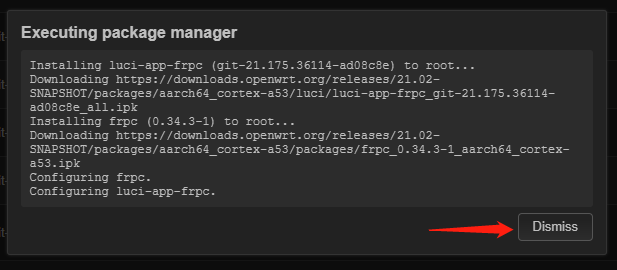 Executing package manager
Installing luci-app-frpc (git-21.175.36114-ad08c8e) to root...
Downloading https://downloads.openwrt.org/releases/21.02-
SNAPSHOT/packages/aarch64_cortex-a53/luci/luci-app-frpc_git-21.175.36114-
ad08c8e_all.ipk
Installing frpc (0.34.3-1) to root...
Downloading https://downloads.openwrt.org/releases/21.02-
SNAPSHOT/packages/aarch64_cortex-a53/packages/frpc_0.34.3-1_aarch64_cortex-
a53.ipk
Configuring frpc.
Configuring luci-app-frpc.
Dismiss